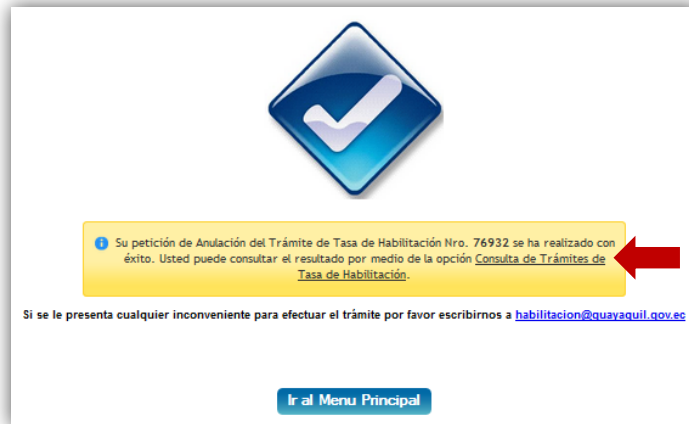 Su petición de Anulación del Trámite de Tasa de Habilitación Nro. 76932 se ha realizado con
éxito. Usted puede consultar el resultado por medio de la opción Consulta de Trámites de
Tasa de Habilitación.
Si se le presenta cualquier inconveniente para efectuar el trámite por favor escribirnos a habilitacion@guayaquil.gov.ec
Ir al Menu Principal